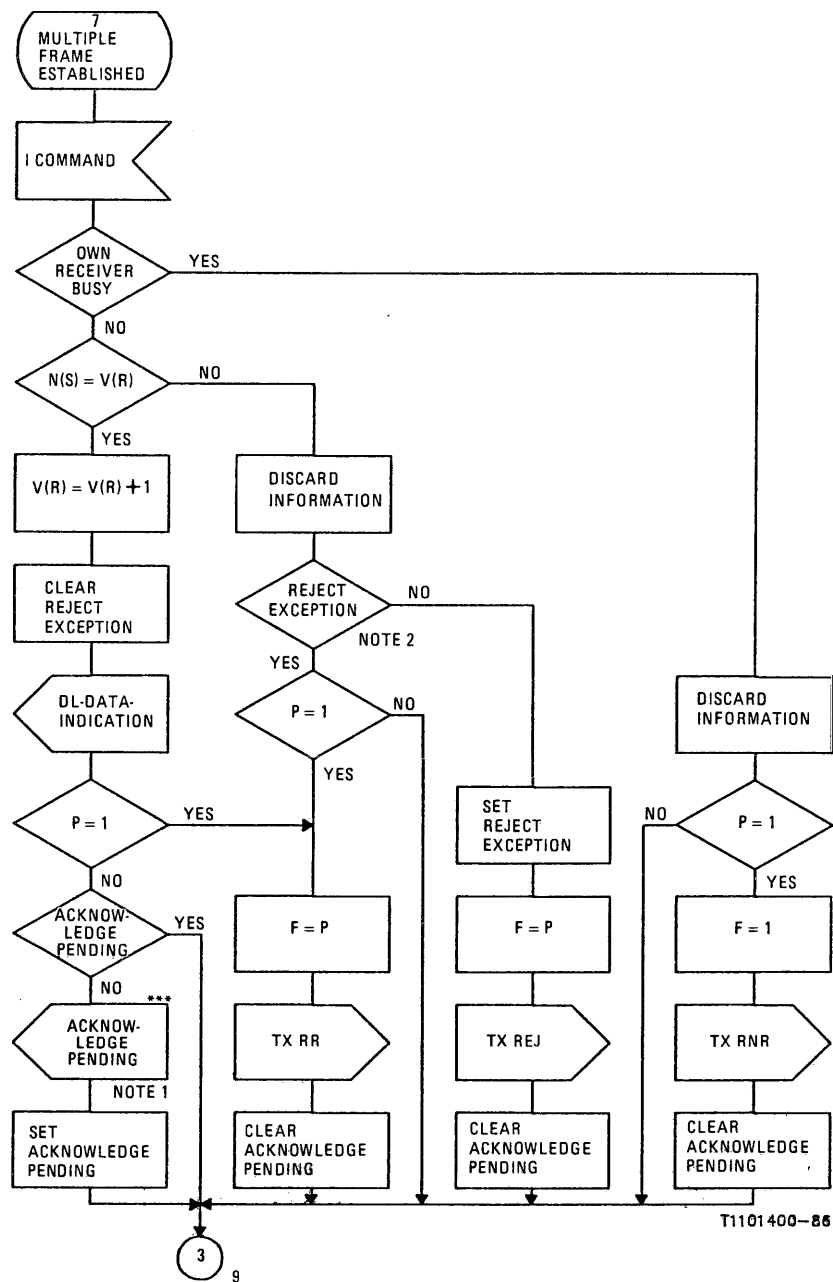 7
MULTIPLE
FRAME
ESTABLISHED
I COMMAND
OWN
RECEIVER
BUSY
YES
NO
N(S) = V(R)
NO
YES
V(R) = V(R) + 1
DISCARD
INFORMATION
CLEAR
REJECT
EXCEPTION
REJECT
EXCEPTION
NO
NOTE 2
YES
DL-DATA-
INDICATION
P = 1
NO
YES
DISCARD
INFORMATION
P = 1
YES
NO
SET
REJECT
EXCEPTION
NO
P = 1
YES
ACKNOW-
LEDGE
PENDING
YES
NO
F = P
F = P
F = 1
***
ACKNOW-
LEDGE
PENDING
NOTE 1
TX RR
TX REJ
TX RNR
SET
ACKNOWLEDGE
PENDING
CLEAR
ACKNOWLEDGE
PENDING
CLEAR
ACKNOWLEDGE
PENDING
CLEAR
ACKNOWLEDGE
PENDING
T1101400-86
3
9